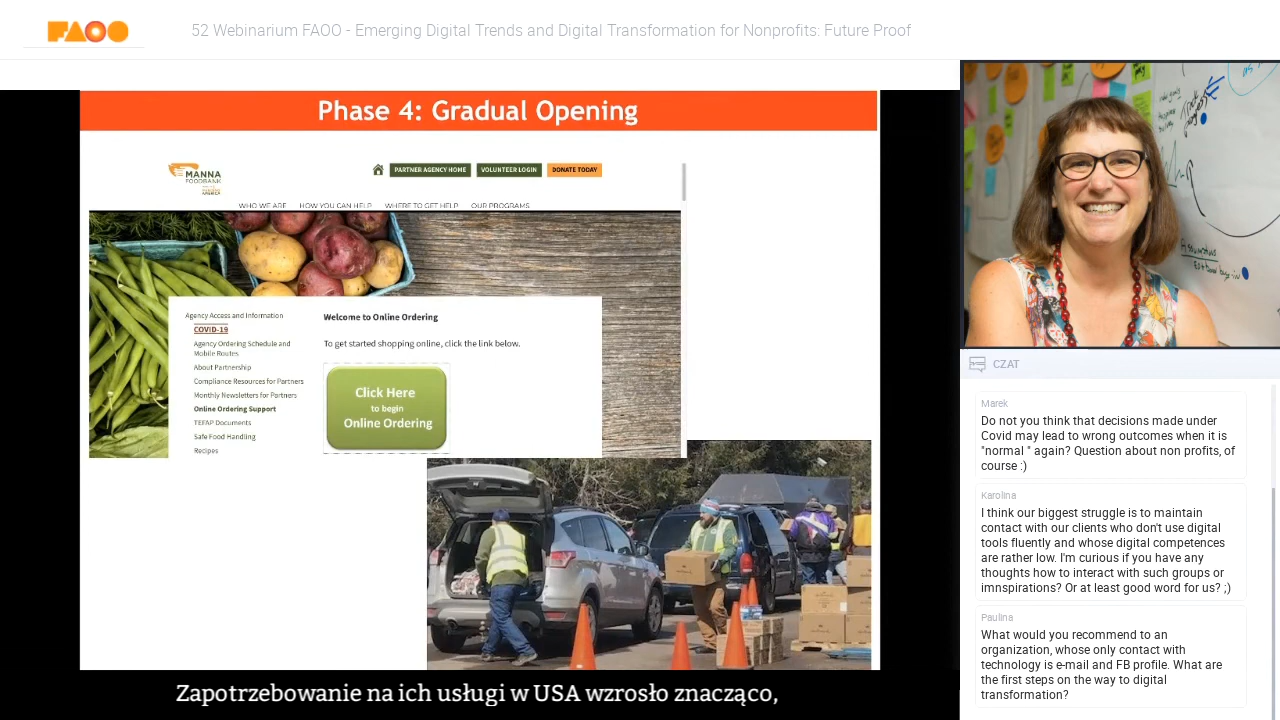 FAOO
52 Webinarium FAOO - Emerging Digital Trends and Digital Transformation for Nonprofits: Future Proof
Phase 4: Gradual Opening
MANNA
FOODBANK
PARTNER AGENCY HOME
VOLUNTEER LOGIN
DONATE TODAY
WHO WE ARE
HOW YOU CAN HELP
WHERE TO GET HELP
OUR PROGRAMS
Agency Access and Information
COVID-19
Agency Ordering Schedule and
Mobile Routes
About Partnership
Compliance Resources for Partners
Monthly Newsletters for Partners
Online Ordering Support
TEFAP Documents
Safe Food Handling
Recipes
Welcome to Online Ordering
To get started shopping online, click the link below.
Click Here
to begin
Online Ordering
Zapotrzebowanie na ich usługi w USA wzrosło znacząco,
CZAT
Marek
Do not you think that decisions made under
Covid may lead to wrong outcomes when it is
"normal " again? Question about non profits, of
course :)
Karolina
I think our biggest struggle is to maintain
contact with our clients who don't use digital
tools fluently and whose digital competences
are rather low. I'm curious if you have any
thoughts how to interact with such groups or
imnspirations? Or at least good word for us? ;)
Paulina
What would you recommend to an
organization, whose only contact with
technology is e-mail and FB profile. What are
the first steps on the way to digital
transformation?